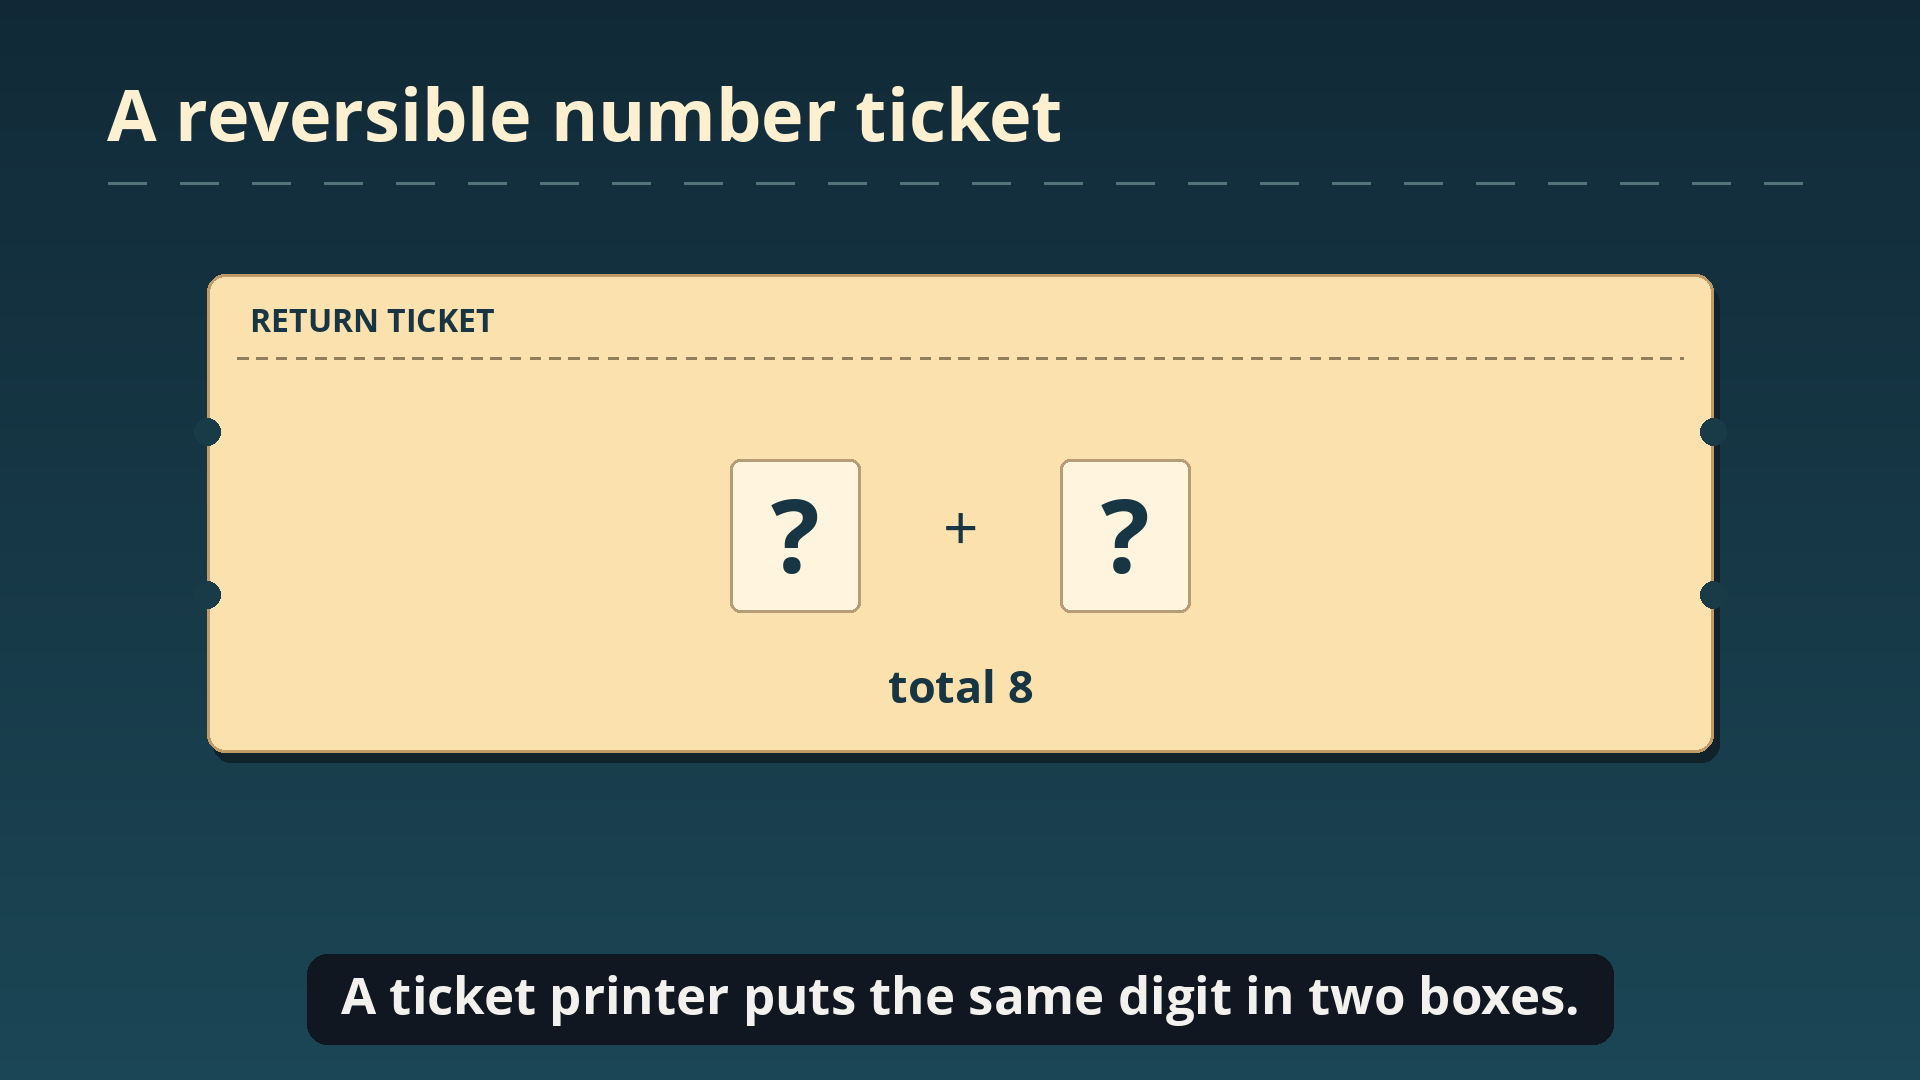 A reversible number ticket
RETURN TICKET
? + ?
total 8
A ticket printer puts the same digit in two boxes.